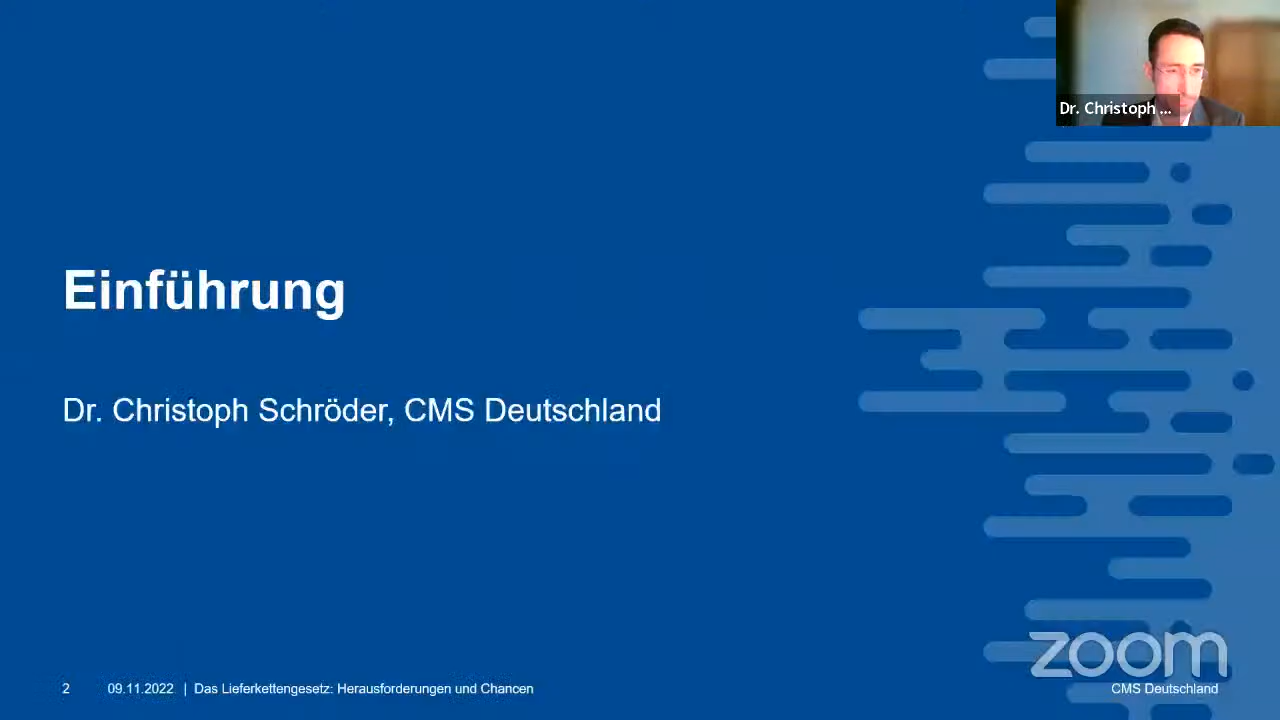 Dr. Christoph ...
Einführung
Dr. Christoph Schröder, CMS Deutschland
zoom
2 09.11.2022 | Das Lieferkettengesetz: Herausforderungen und Chancen CMS Deutschland